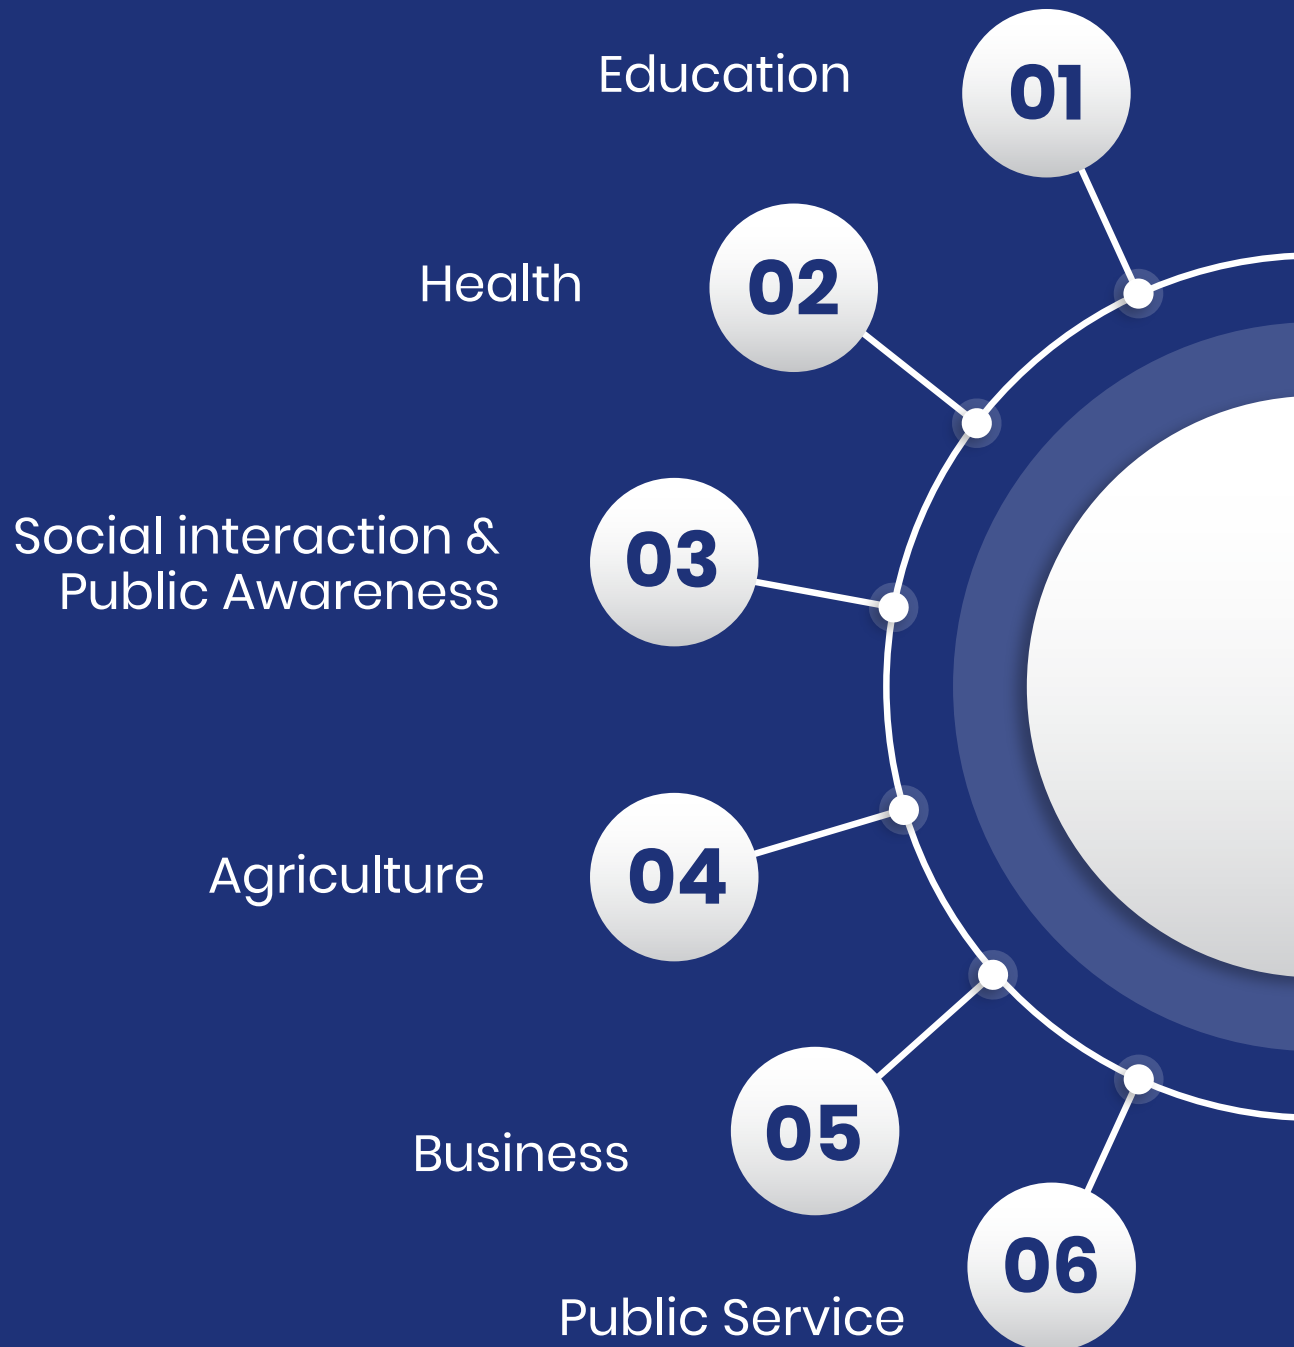 Education
01
Health
02
Social interaction &
Public Awareness
03
Agriculture
04
Business
05
Public Service
06